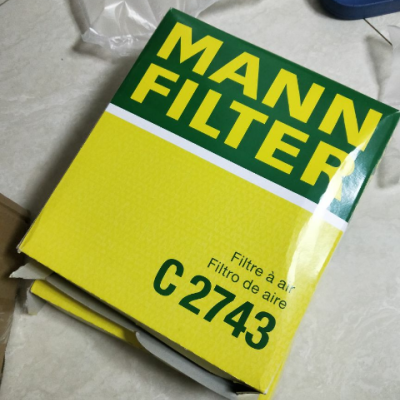 MANN
FILTER
Filtre à air
Filtro de aire
C 2743